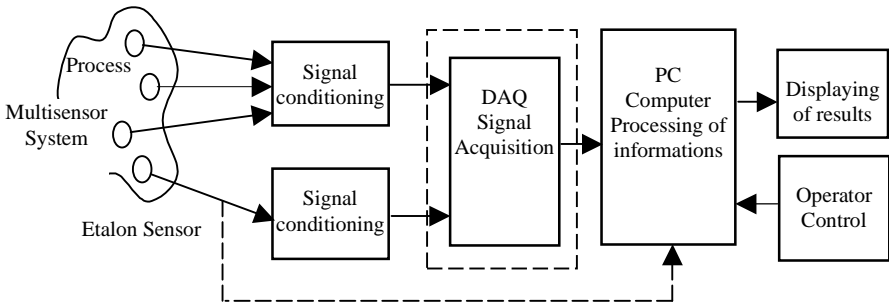 Process
Multisensor
System
Etalon Sensor
Signal
conditioning
Signal
conditioning
DAQ
Signal
Acquisition
PC
Computer
Processing of
informations
Displaying
of results
Operator
Control